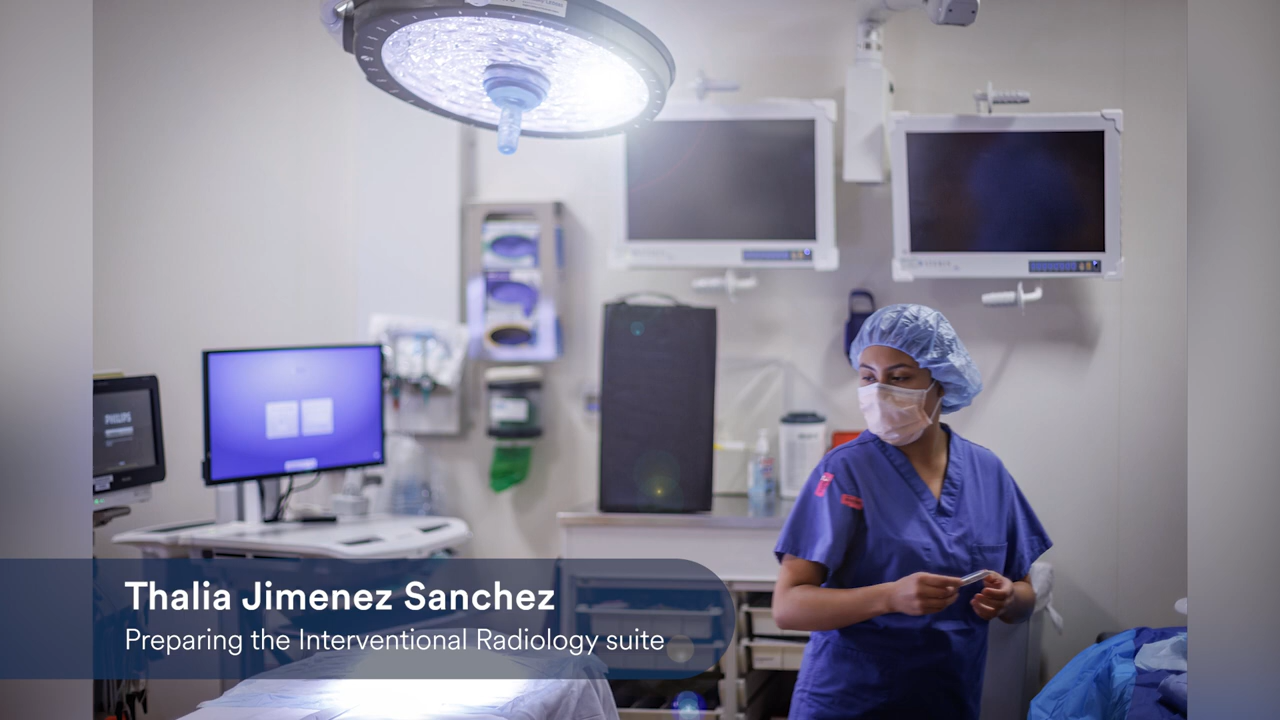 PHILIPS
Thalia Jimenez Sanchez
Preparing the Interventional Radiology suite